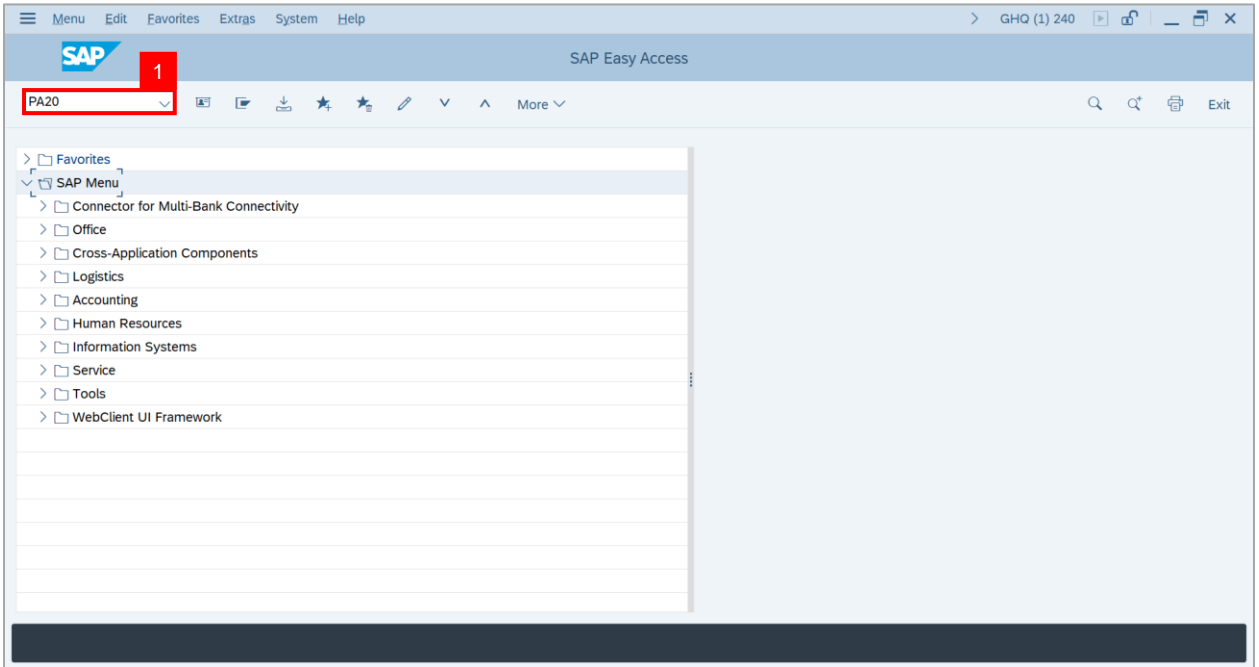 Menu Edit Favorites Extras System Help GHQ (1) 240
SAP SAP Easy Access
1
PA20 More Exit
Favorites
SAP Menu
Connector for Multi-Bank Connectivity
Office
Cross-Application Components
Logistics
Accounting
Human Resources
Information Systems
Service
Tools
WebClient UI Framework